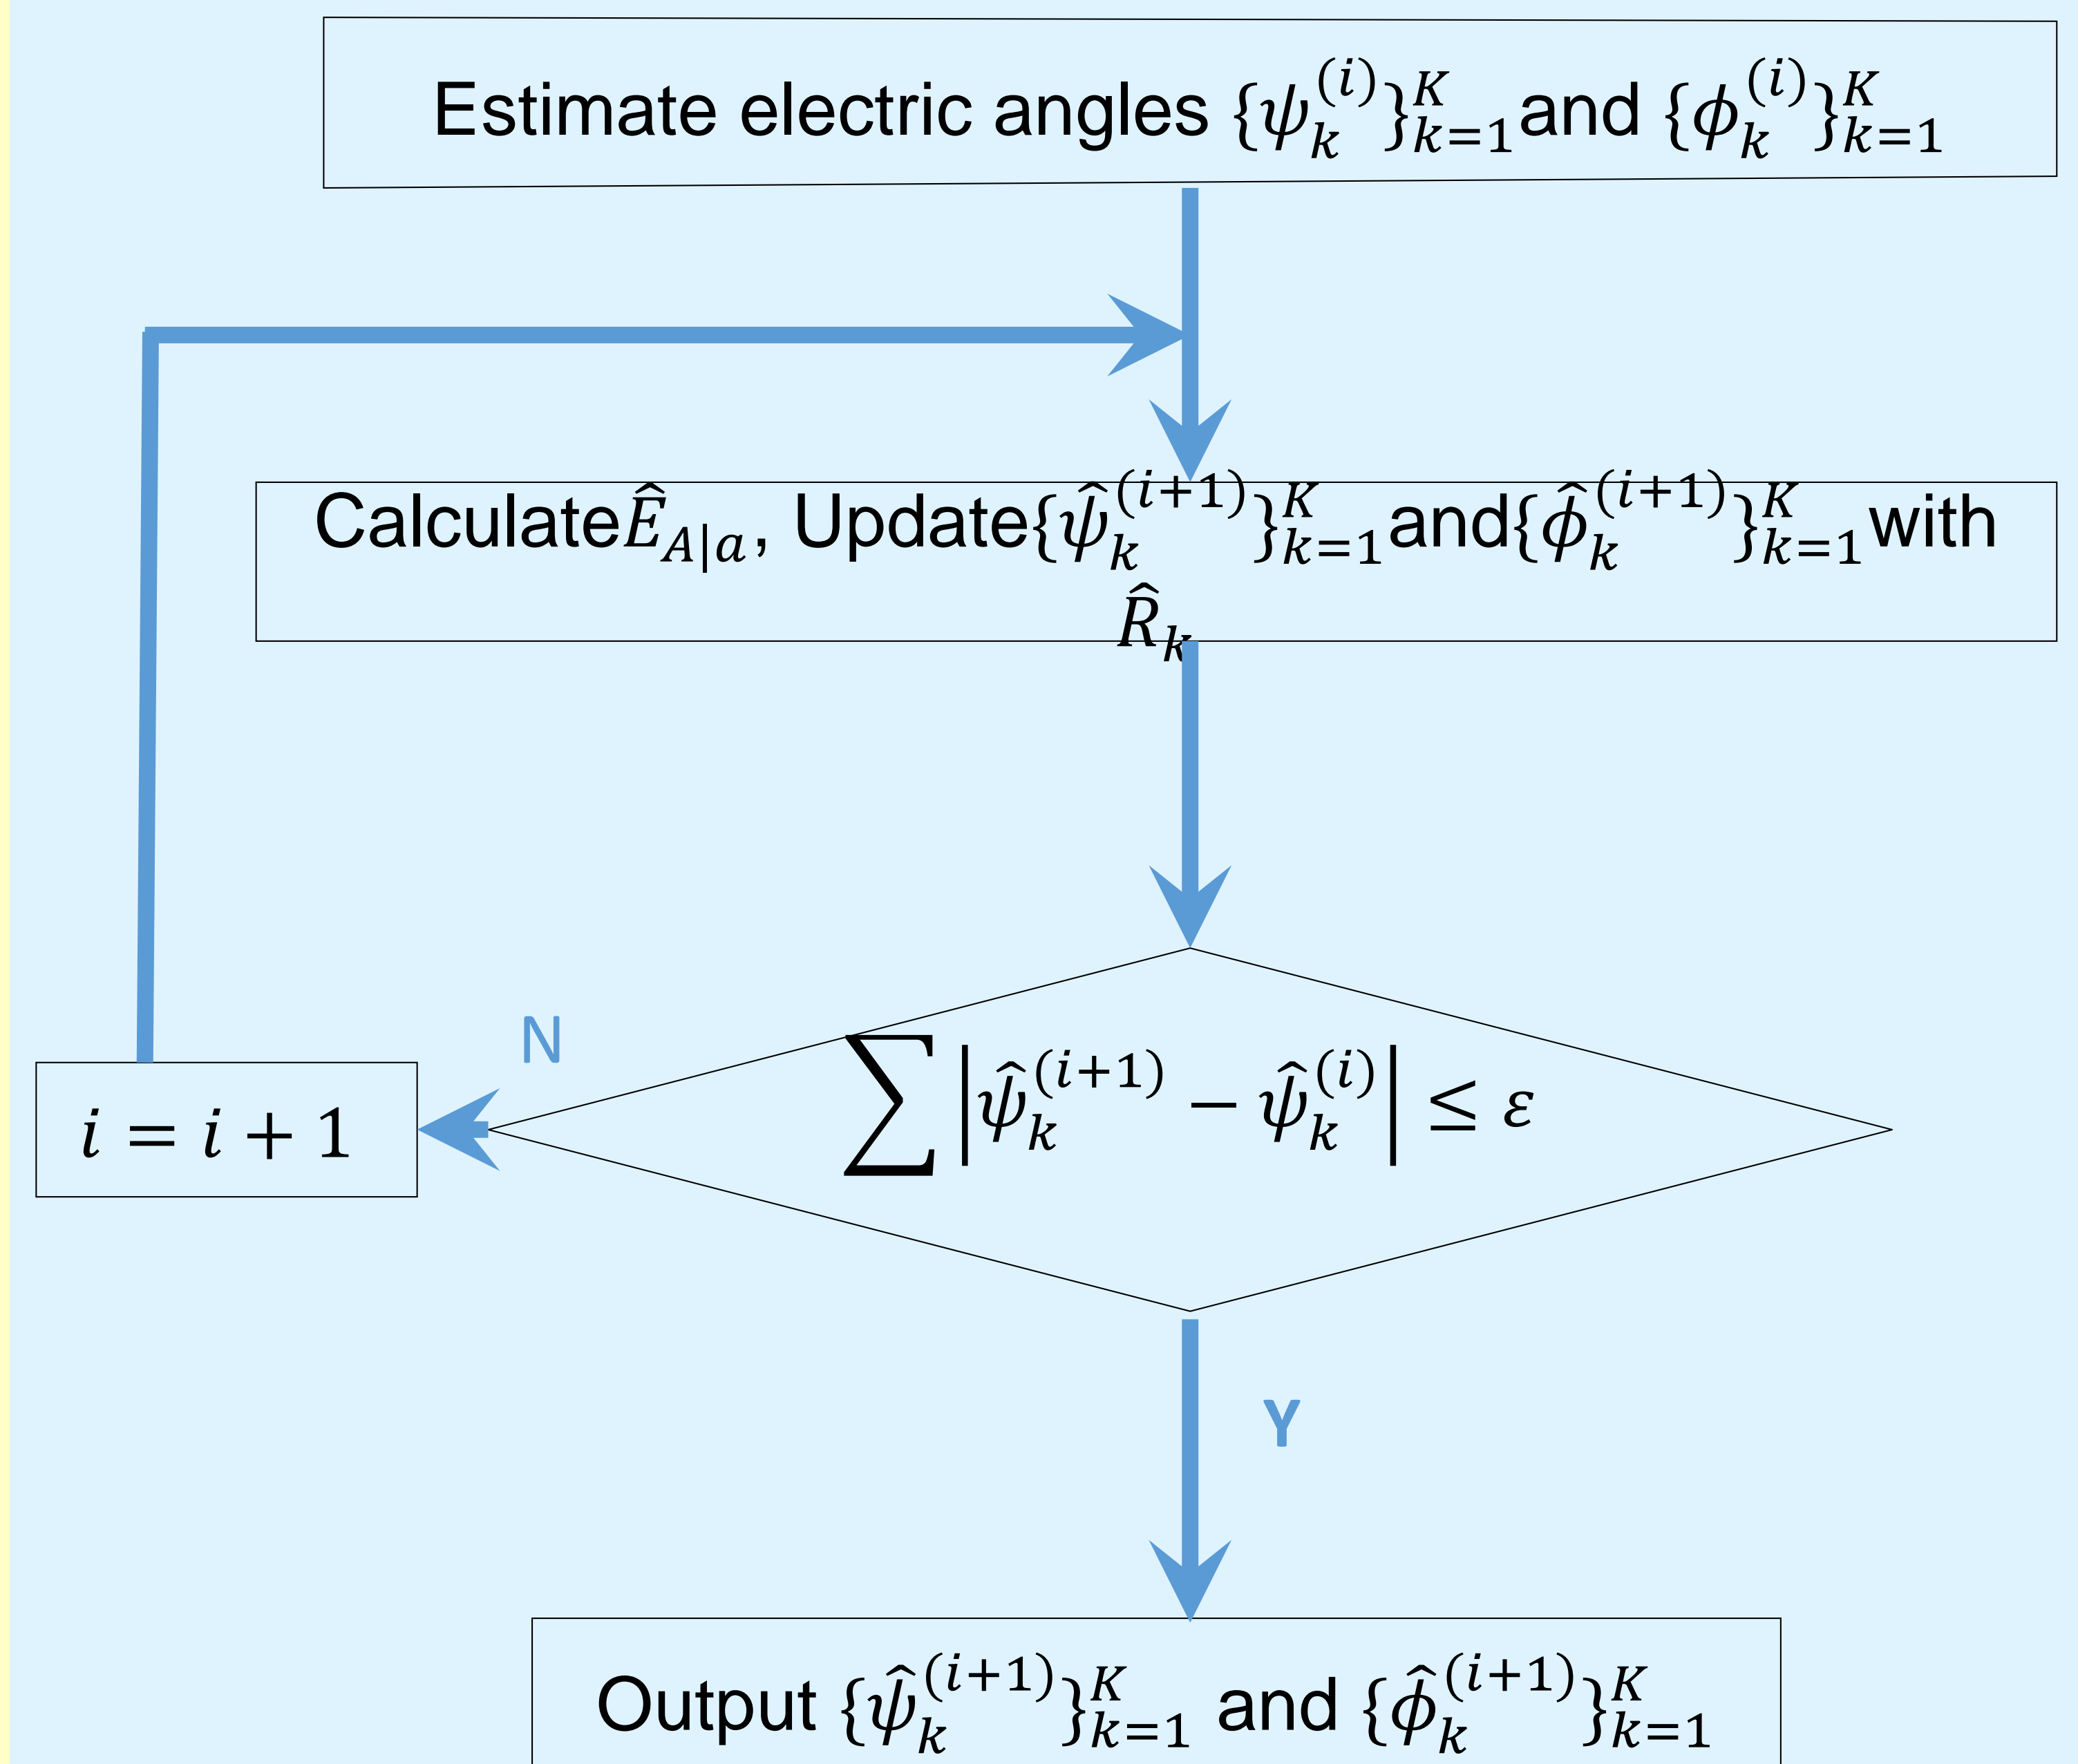 Estimate electric angles {ψ_k^(i)}_{k=1}^K and {ϕ_k^(i)}_{k=1}^K
Calculate Ê_{A|a}, Update{ψ̂_k^(i+1)}_{k=1}^K and{ϕ̂_k^(i+1)}_{k=1}^K with
R̂_k
N
∑ |ψ̂_k^(i+1) − ψ̂_k^(i)| ≤ ε
i = i + 1
Y
Output {ψ̂_k^(i+1)}_{k=1}^K and {ϕ̂_k^(i+1)}_{k=1}^K